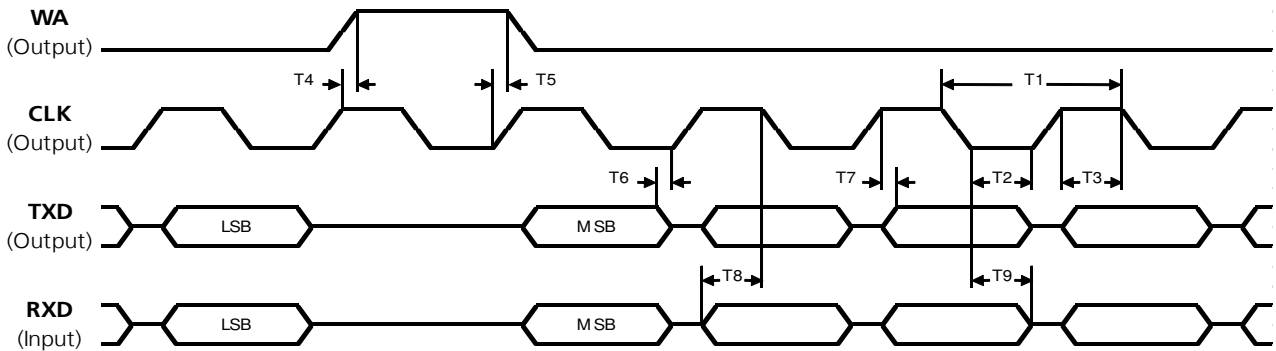 WA
(Output)
T4
T5
T1
CLK
(Output)
T6
T7
T2
T3
TXD
(Output)
LSB
MSB
T8
T9
RXD
(Input)
LSB
MSB